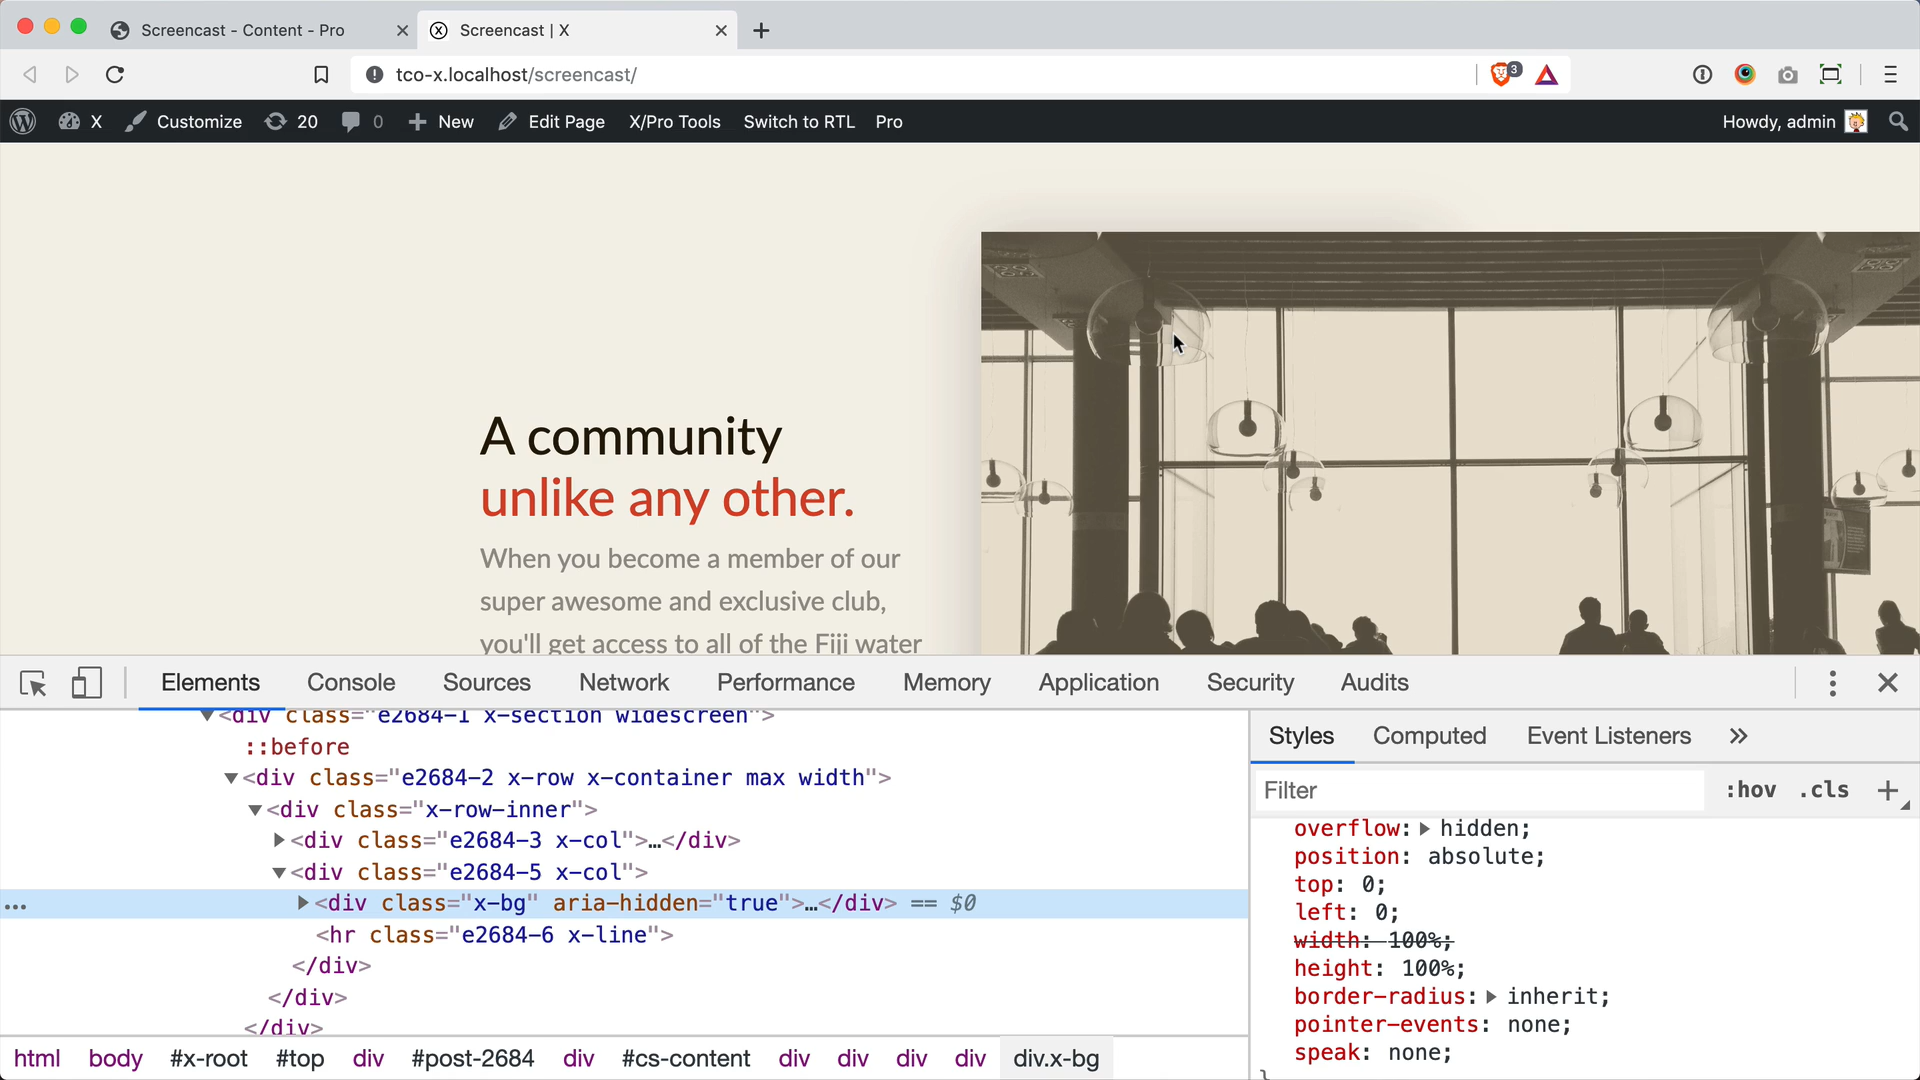 Screencast - Content - Pro
Screencast | X
tco-x.localhost/screencast/
3
X
Customize
20
0
New
Edit Page
X/Pro Tools
Switch to RTL
Pro
Howdy, admin
A community
unlike any other.
When you become a member of our
super awesome and exclusive club,
you'll get access to all of the Fiji water
Elements
Console
Sources
Network
Performance
Memory
Application
Security
Audits
<div class="e2684-1 x-section widescreen">
::before
<div class="e2684-2 x-row x-container max width">
<div class="x-row-inner">
<div class="e2684-3 x-col">…</div>
<div class="e2684-5 x-col">
... <div class="x-bg" aria-hidden="true">…</div> == $0
<hr class="e2684-6 x-line">
</div>
</div>
</div>
html body #x-root #top div #post-2684 div #cs-content div div div div div.x-bg
Styles
Computed
Event Listeners
Filter
:hov .cls
overflow: hidden;
position: absolute;
top: 0;
left: 0;
width: 100%;
height: 100%;
border-radius: inherit;
pointer-events: none;
speak: none;
}